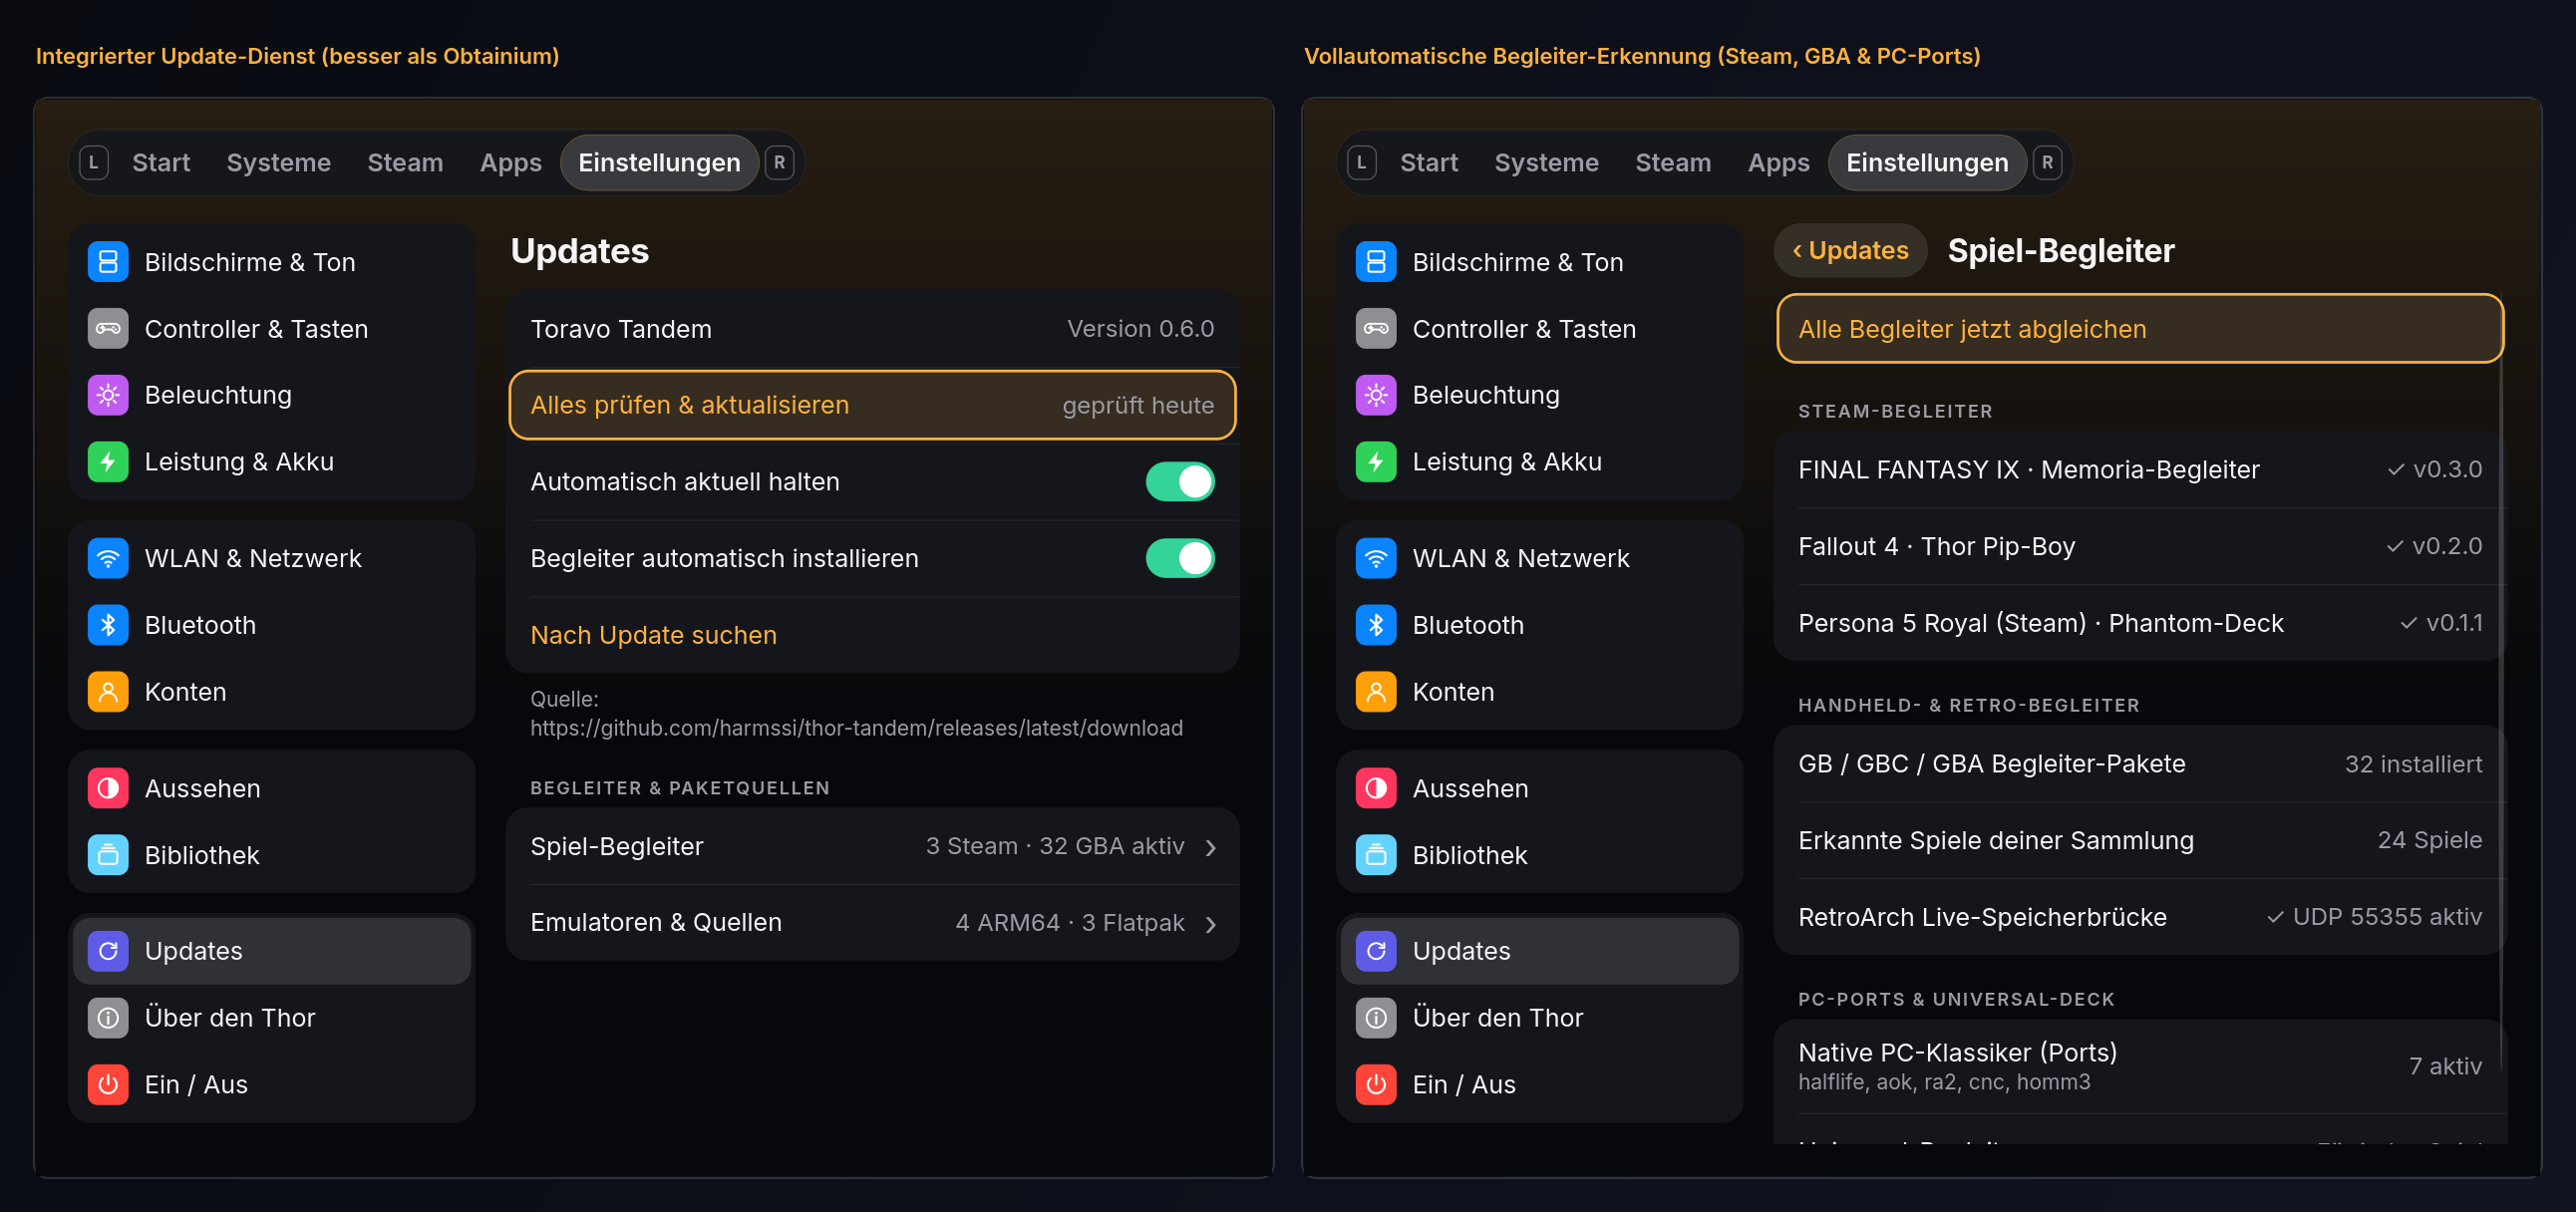 Integrierter Update-Dienst (besser als Obtainium)
L Start Systeme Steam Apps Einstellungen R
Bildschirme & Ton
Controller & Tasten
Beleuchtung
Leistung & Akku
WLAN & Netzwerk
Bluetooth
Konten
Aussehen
Bibliothek
Updates
Über den Thor
Ein / Aus
Updates
Toravo Tandem Version 0.6.0
Alles prüfen & aktualisieren geprüft heute
Automatisch aktuell halten
Begleiter automatisch installieren
Nach Update suchen
Quelle:
https://github.com/harmssi/thor-tandem/releases/latest/download
BEGLEITER & PAKETQUELLEN
Spiel-Begleiter 3 Steam · 32 GBA aktiv ›
Emulatoren & Quellen 4 ARM64 · 3 Flatpak ›
Vollautomatische Begleiter-Erkennung (Steam, GBA & PC-Ports)
L Start Systeme Steam Apps Einstellungen R
Bildschirme & Ton
Controller & Tasten
Beleuchtung
Leistung & Akku
WLAN & Netzwerk
Bluetooth
Konten
Aussehen
Bibliothek
Updates
Über den Thor
Ein / Aus
‹ Updates Spiel-Begleiter
Alle Begleiter jetzt abgleichen
STEAM-BEGLEITER
FINAL FANTASY IX · Memoria-Begleiter ✓ v0.3.0
Fallout 4 · Thor Pip-Boy ✓ v0.2.0
Persona 5 Royal (Steam) · Phantom-Deck ✓ v0.1.1
HANDHELD- & RETRO-BEGLEITER
GB / GBC / GBA Begleiter-Pakete 32 installiert
Erkannte Spiele deiner Sammlung 24 Spiele
RetroArch Live-Speicherbrücke ✓ UDP 55355 aktiv
PC-PORTS & UNIVERSAL-DECK
Native PC-Klassiker (Ports) 7 aktiv
halflife, aok, ra2, cnc, homm3